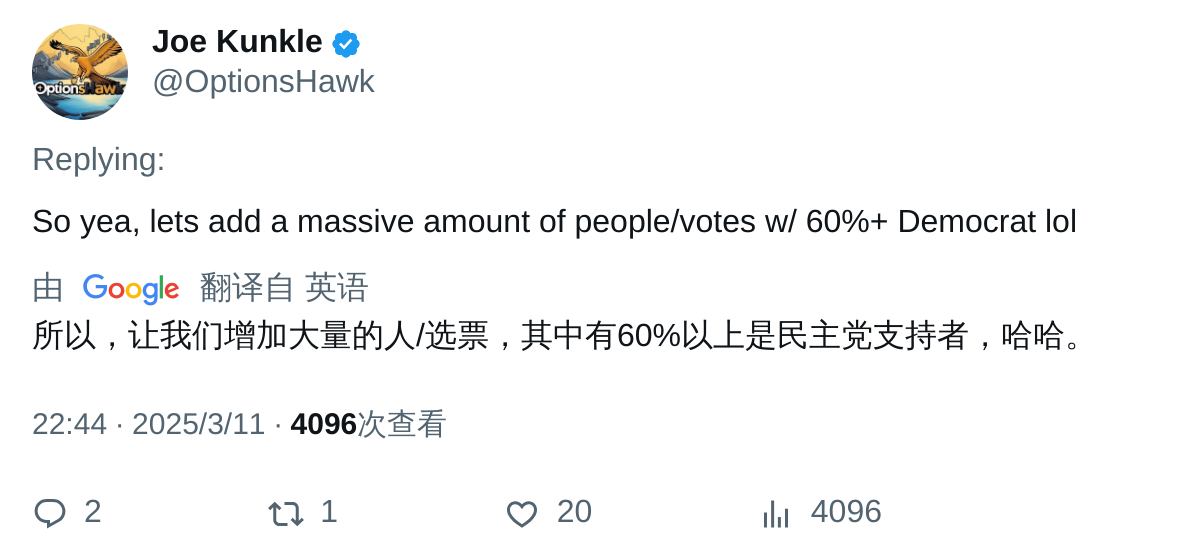 Joe Kunkle
@OptionsHawk
OptionsHawk
Replying:
So yea, lets add a massive amount of people/votes w/ 60%+ Democrat lol
由 Google 翻译自 英语
所以，让我们增加大量的人/选票，其中有60%以上是民主党支持者，哈哈。
22:44 · 2025/3/11 · 4096次查看
2 1 20 4096